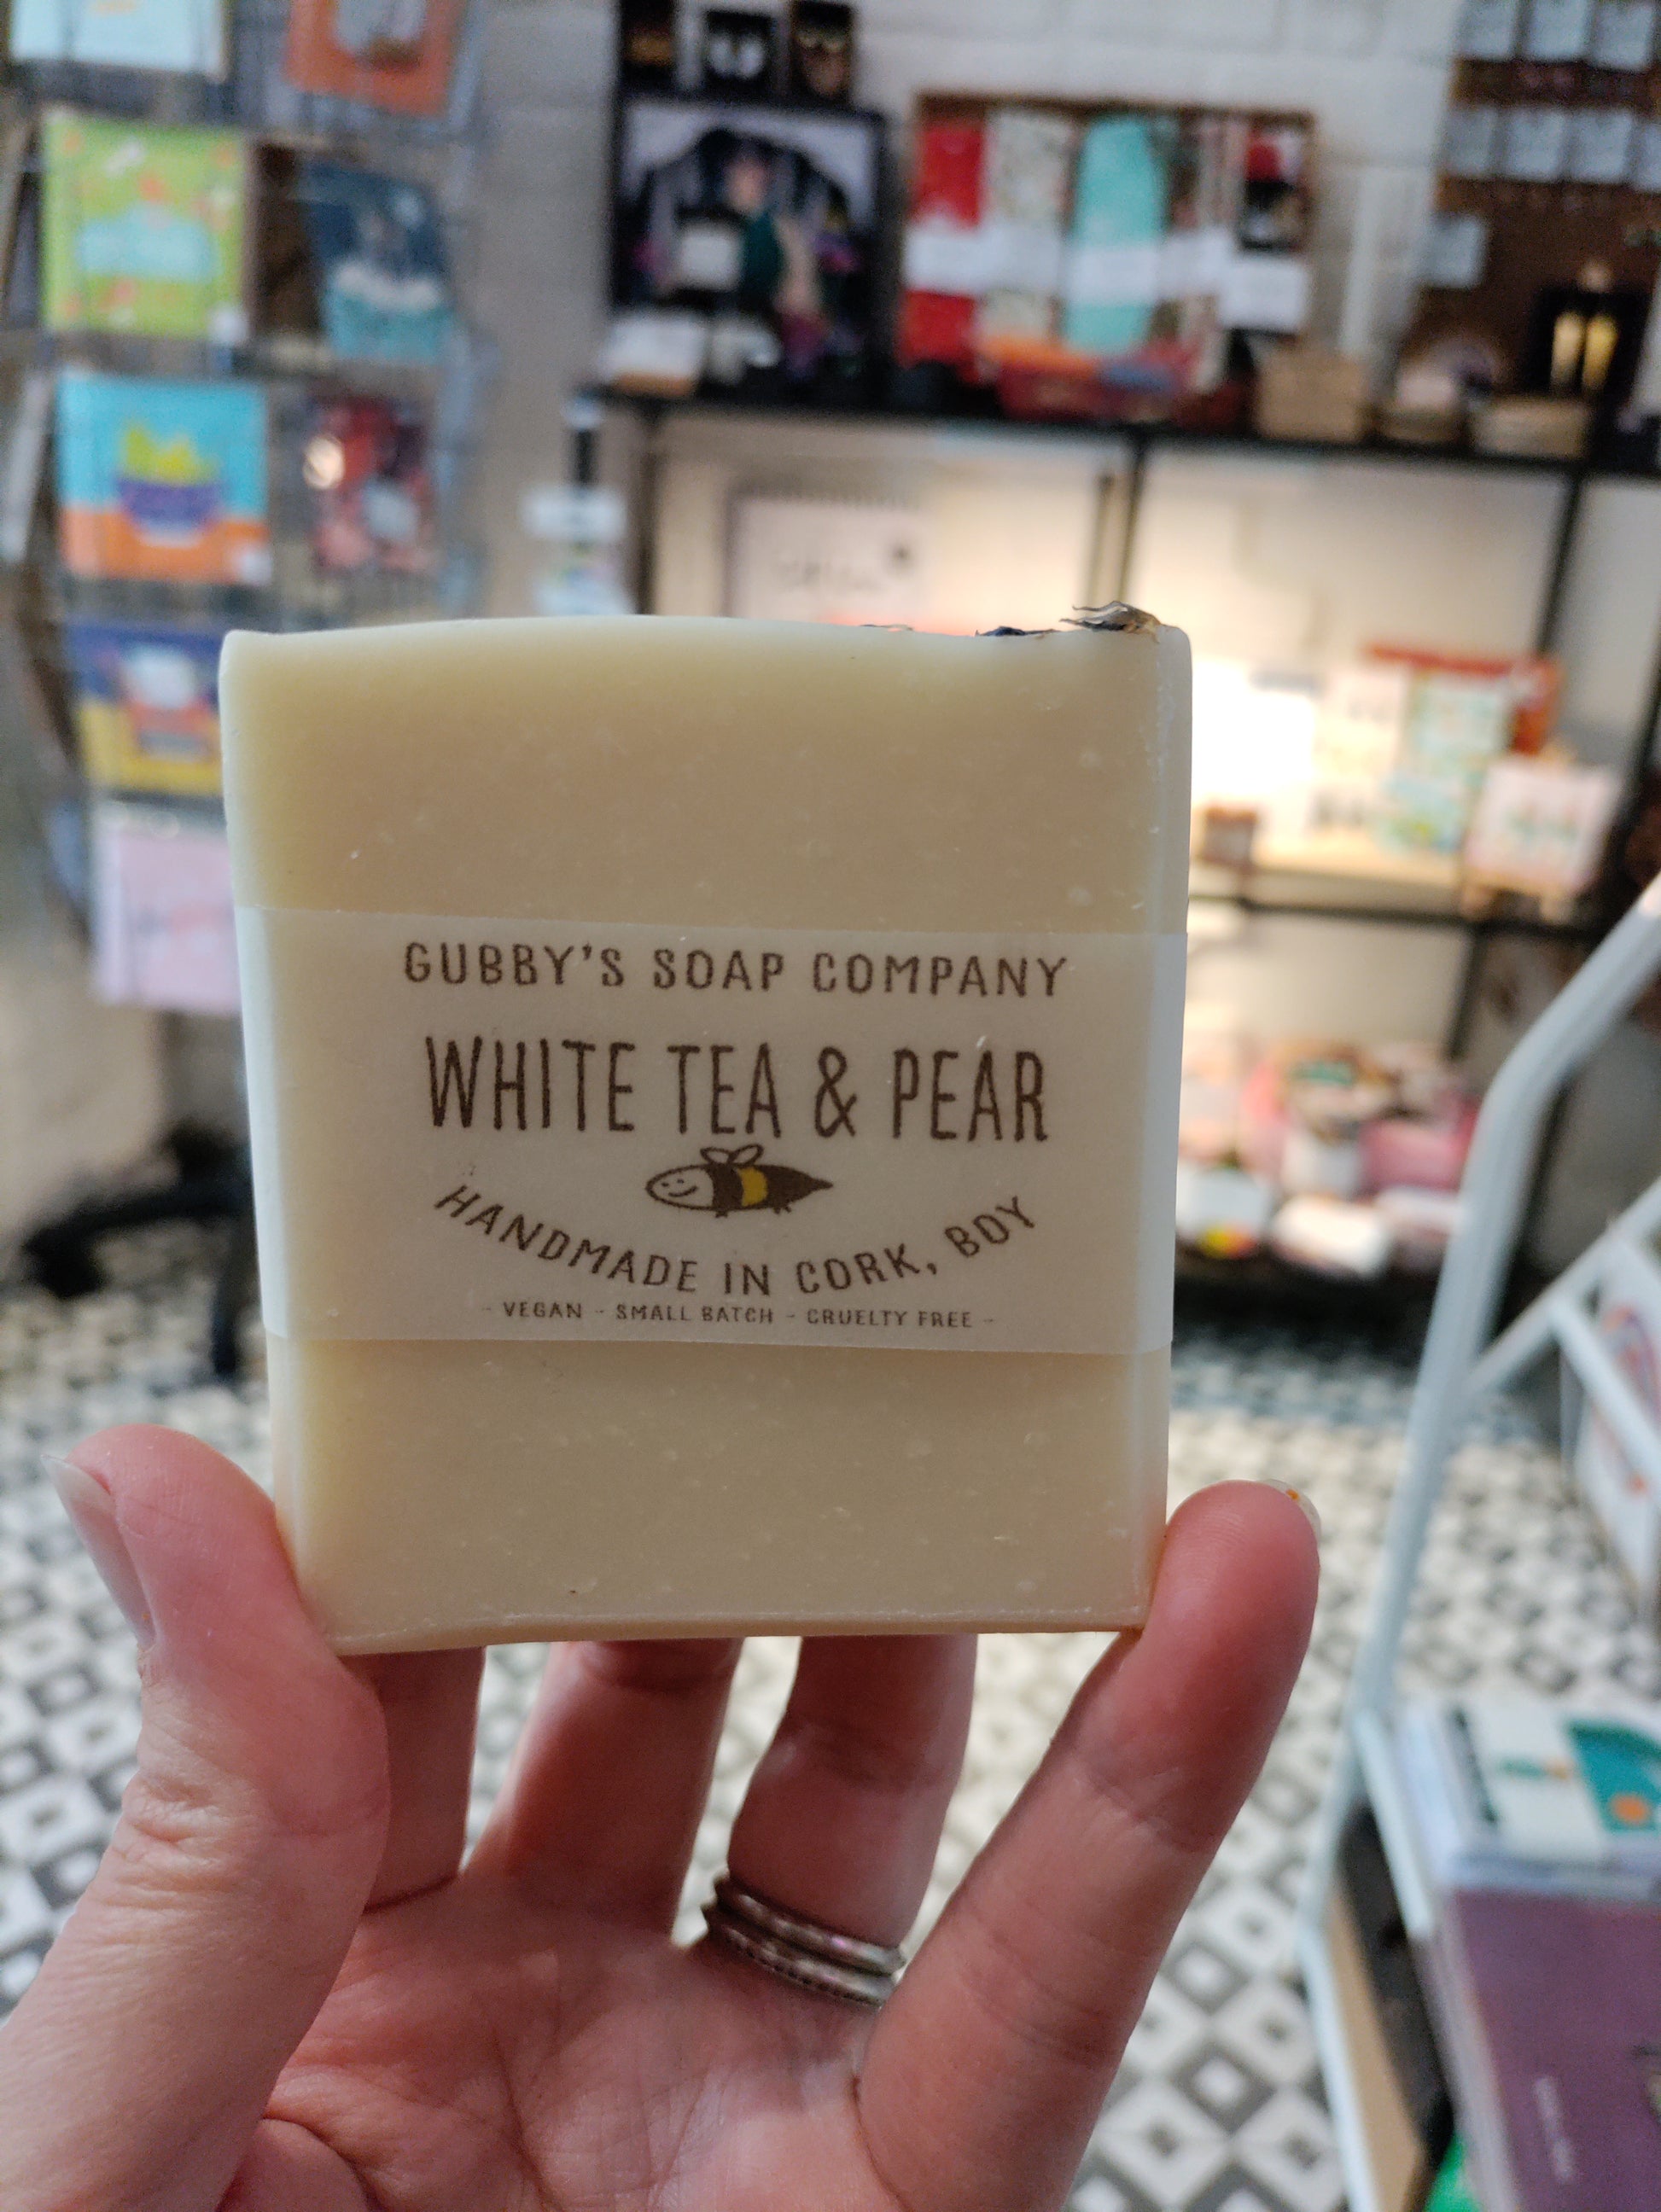 GUBBY'S SOAP COMPANY
WHITE TEA & PEAR
HANDMADE IN CORK, BOY
- VEGAN - SMALL BATCH - CRUELTY FREE -